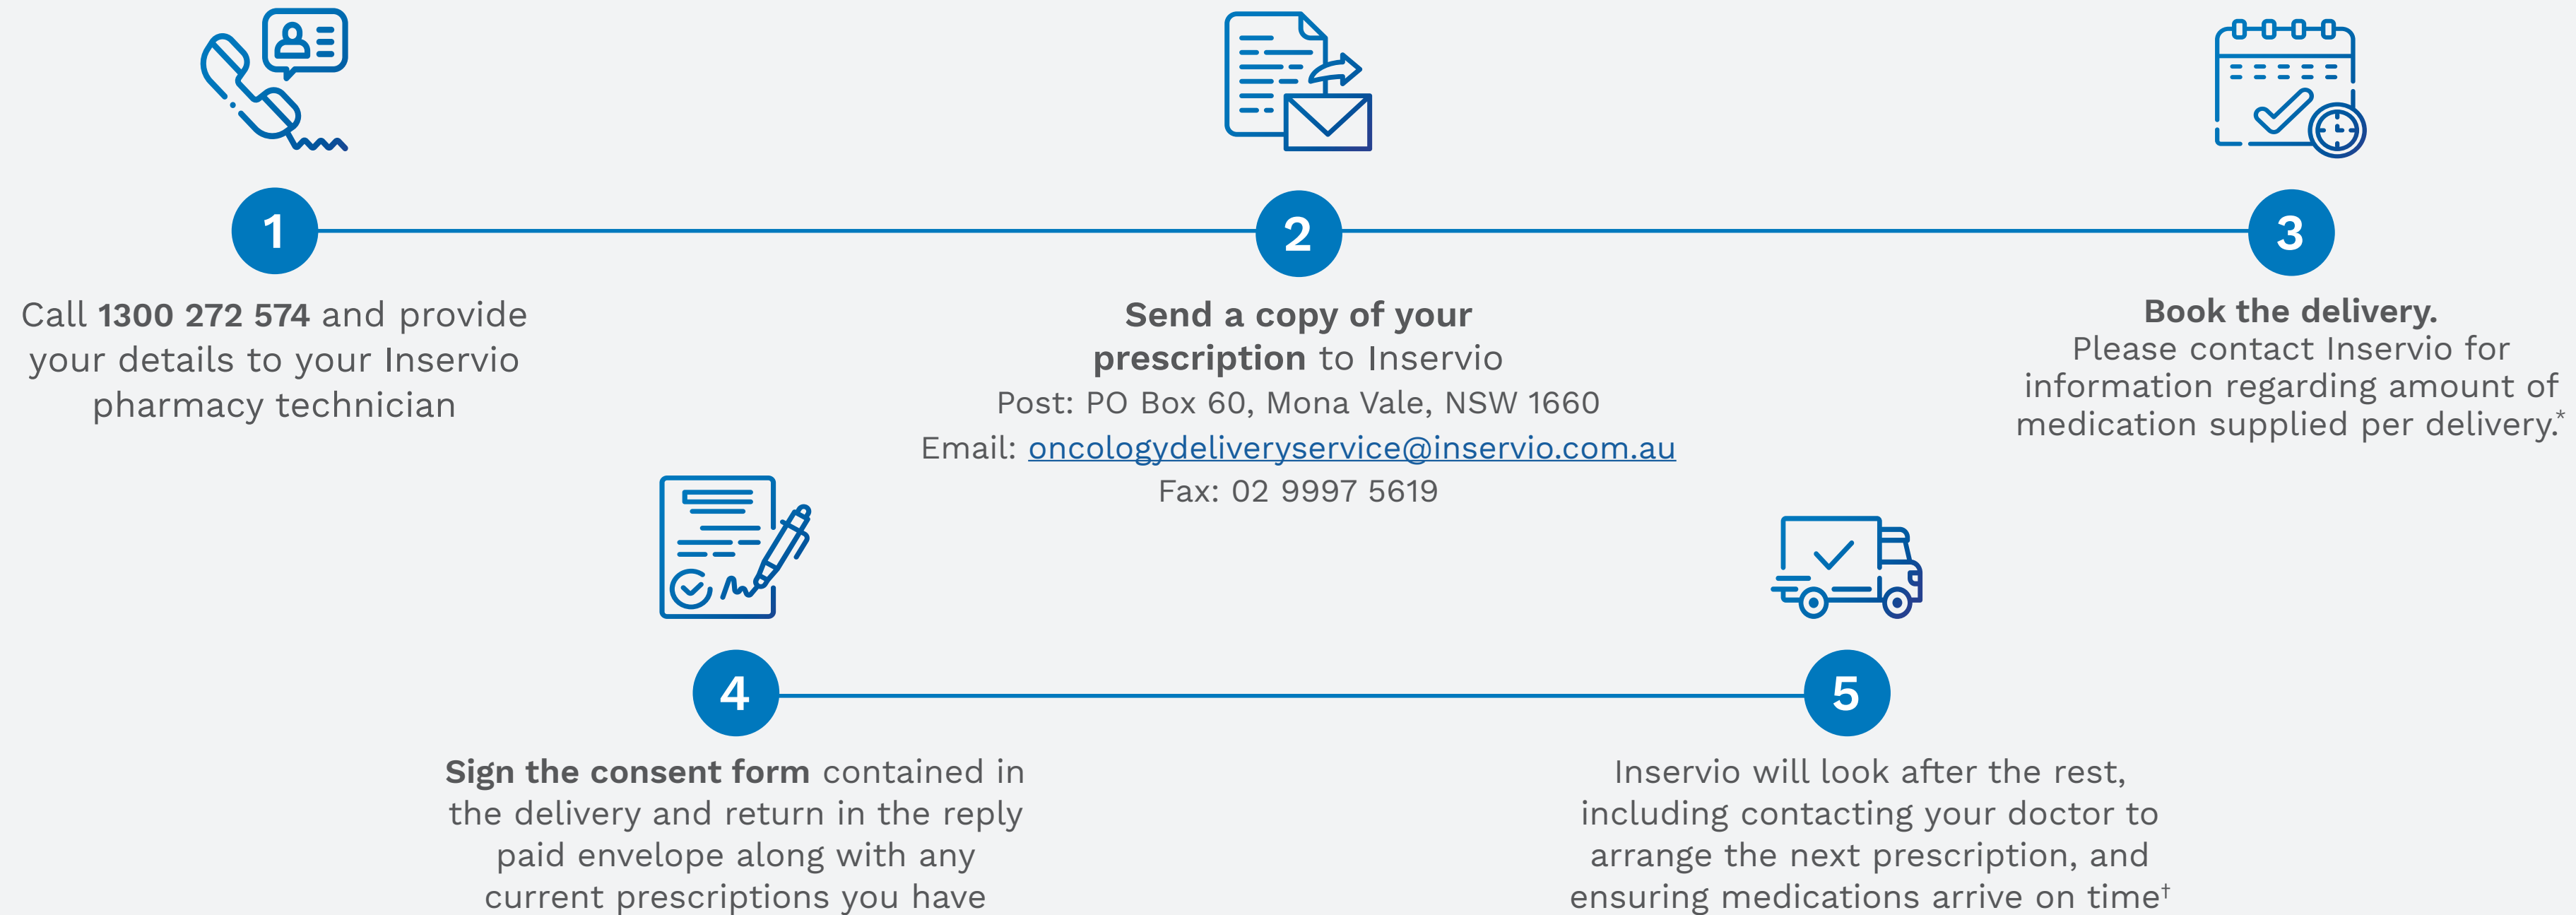 1
Call 1300 272 574 and provide
your details to your Inservio
pharmacy technician
2
Send a copy of your
prescription to Inservio
Post: PO Box 60, Mona Vale, NSW 1660
Email: oncologydeliveryservice@inservio.com.au
Fax: 02 9997 5619
3
Book the delivery.
Please contact Inservio for
information regarding amount of
medication supplied per delivery.*
4
Sign the consent form contained in
the delivery and return in the reply
paid envelope along with any
current prescriptions you have
5
Inservio will look after the rest,
including contacting your doctor to
arrange the next prescription, and
ensuring medications arrive on time†